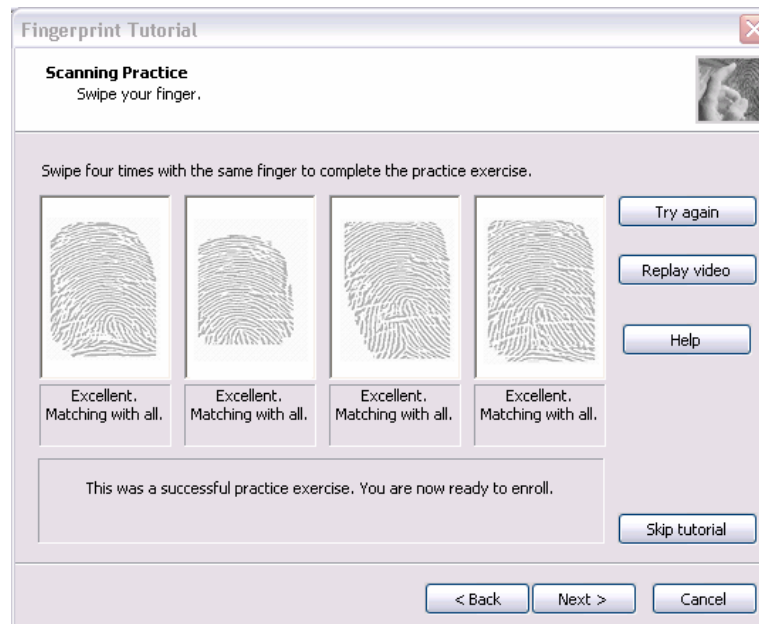 Fingerprint Tutorial
Scanning Practice
Swipe your finger.
Swipe four times with the same finger to complete the practice exercise.
Try again
Replay video
Help
Excellent.
Matching with all.
Excellent.
Matching with all.
Excellent.
Matching with all.
Excellent.
Matching with all.
This was a successful practice exercise. You are now ready to enroll.
Skip tutorial
< Back
Next >
Cancel